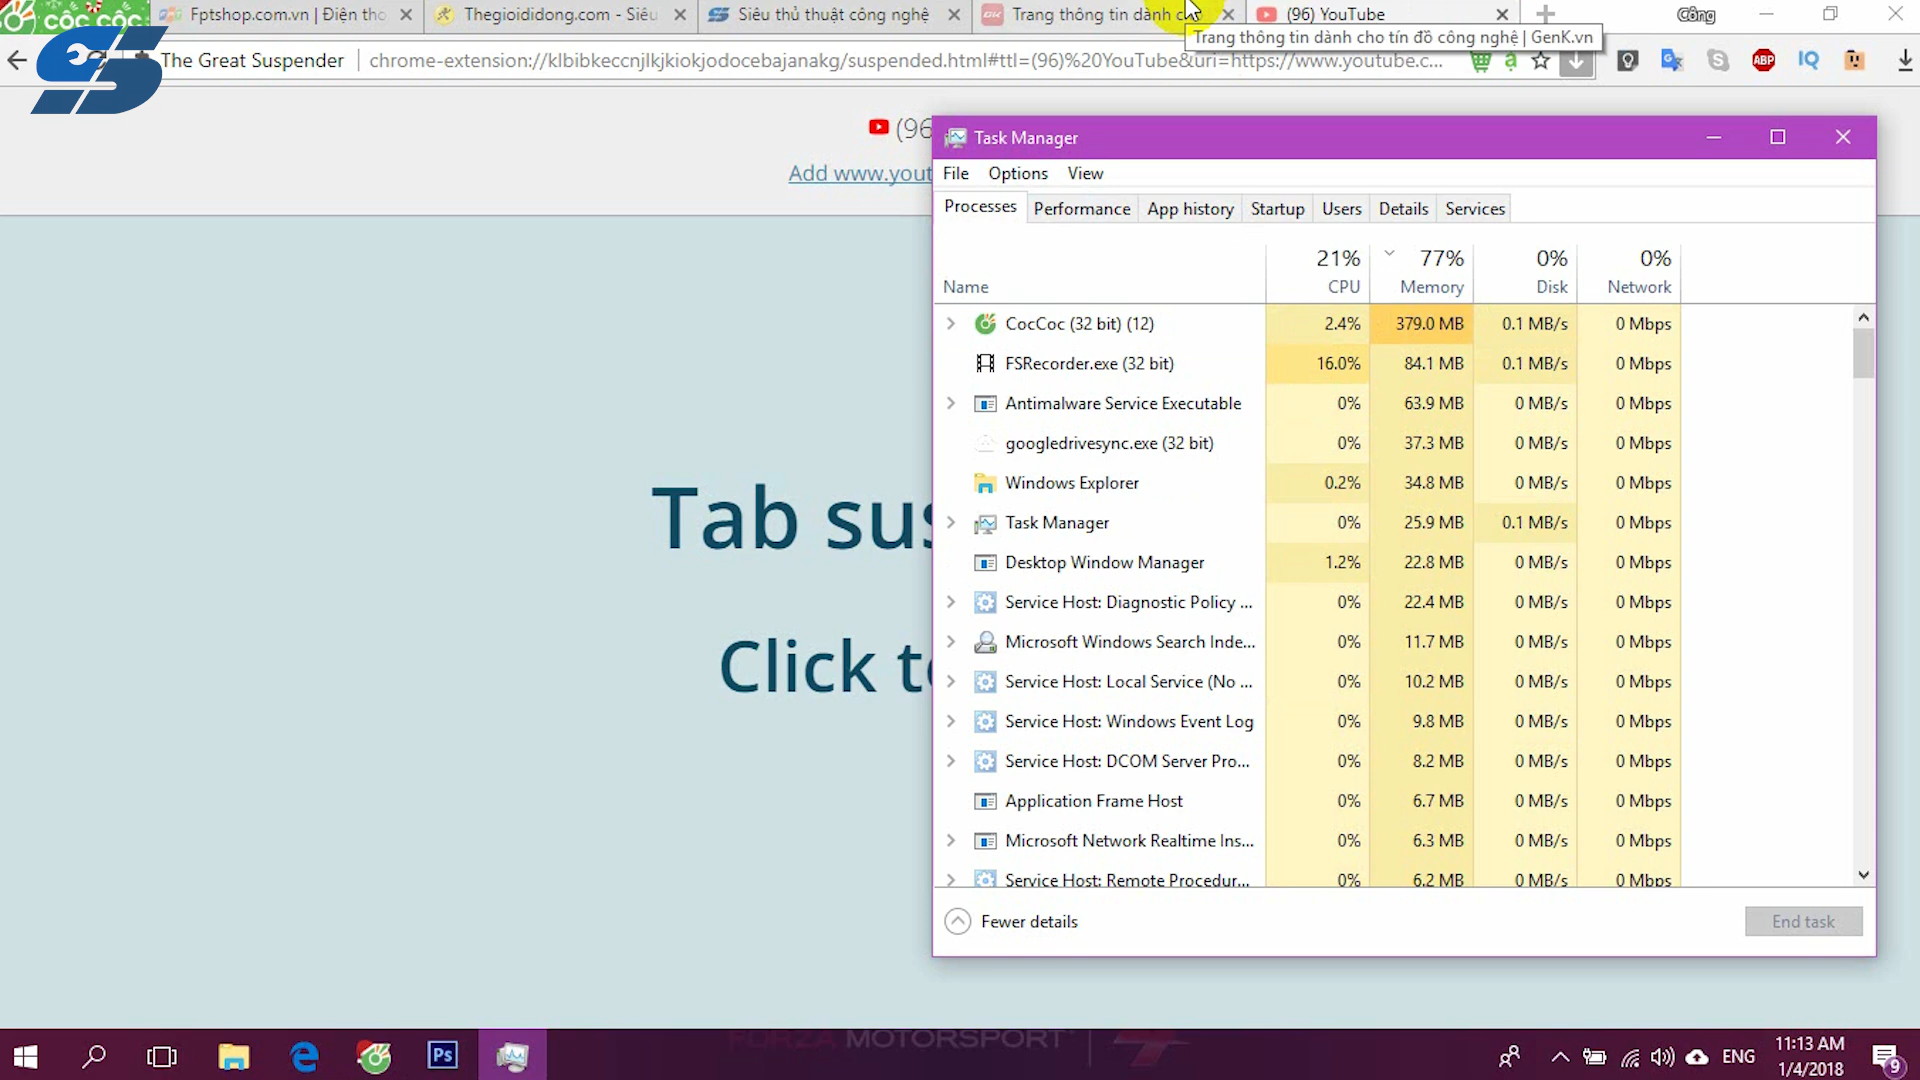 cốc cốc
Fptshop.com.vn | Điện tho
Thegioididong.com - Siêu
Siêu thủ thuật công nghệ
Trang thông tin dành c
(96) YouTube
Công
Trang thông tin dành cho tín đồ công nghệ | GenK.vn
The Great Suspender
chrome-extension://klbibkeccnjlkjkiokjodocebajanakg/suspended.html#ttl=(96)%20YouTube&uri=https://www.youtube.c...
ABP
IQ
(96
Add www.yout
Tab sus
Click to
Task Manager
File Options View
Processes Performance App history Startup Users Details Services
21% 77% 0% 0%
Name CPU Memory Disk Network
CocCoc (32 bit) (12) 2.4% 379.0 MB 0.1 MB/s 0 Mbps
FSRecorder.exe (32 bit) 16.0% 84.1 MB 0.1 MB/s 0 Mbps
Antimalware Service Executable 0% 63.9 MB 0 MB/s 0 Mbps
googledrivesync.exe (32 bit) 0% 37.3 MB 0 MB/s 0 Mbps
Windows Explorer 0.2% 34.8 MB 0 MB/s 0 Mbps
Task Manager 0% 25.9 MB 0.1 MB/s 0 Mbps
Desktop Window Manager 1.2% 22.8 MB 0 MB/s 0 Mbps
Service Host: Diagnostic Policy ... 0% 22.4 MB 0 MB/s 0 Mbps
Microsoft Windows Search Inde... 0% 11.7 MB 0 MB/s 0 Mbps
Service Host: Local Service (No ... 0% 10.2 MB 0 MB/s 0 Mbps
Service Host: Windows Event Log 0% 9.8 MB 0 MB/s 0 Mbps
Service Host: DCOM Server Pro... 0% 8.2 MB 0 MB/s 0 Mbps
Application Frame Host 0% 6.7 MB 0 MB/s 0 Mbps
Microsoft Network Realtime Ins... 0% 6.3 MB 0 MB/s 0 Mbps
Service Host: Remote Procedur... 0% 6.2 MB 0 MB/s 0 Mbps
Fewer details
End task
FORZA MOTORSPORT
Ps
ENG
11:13 AM
1/4/2018
9